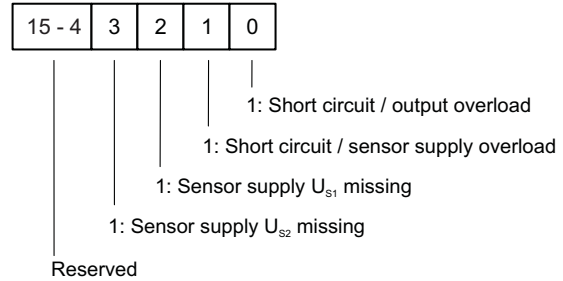 15 - 4 3 2 1 0
1: Short circuit / output overload
1: Short circuit / sensor supply overload
1: Sensor supply US1 missing
1: Sensor supply US2 missing
Reserved